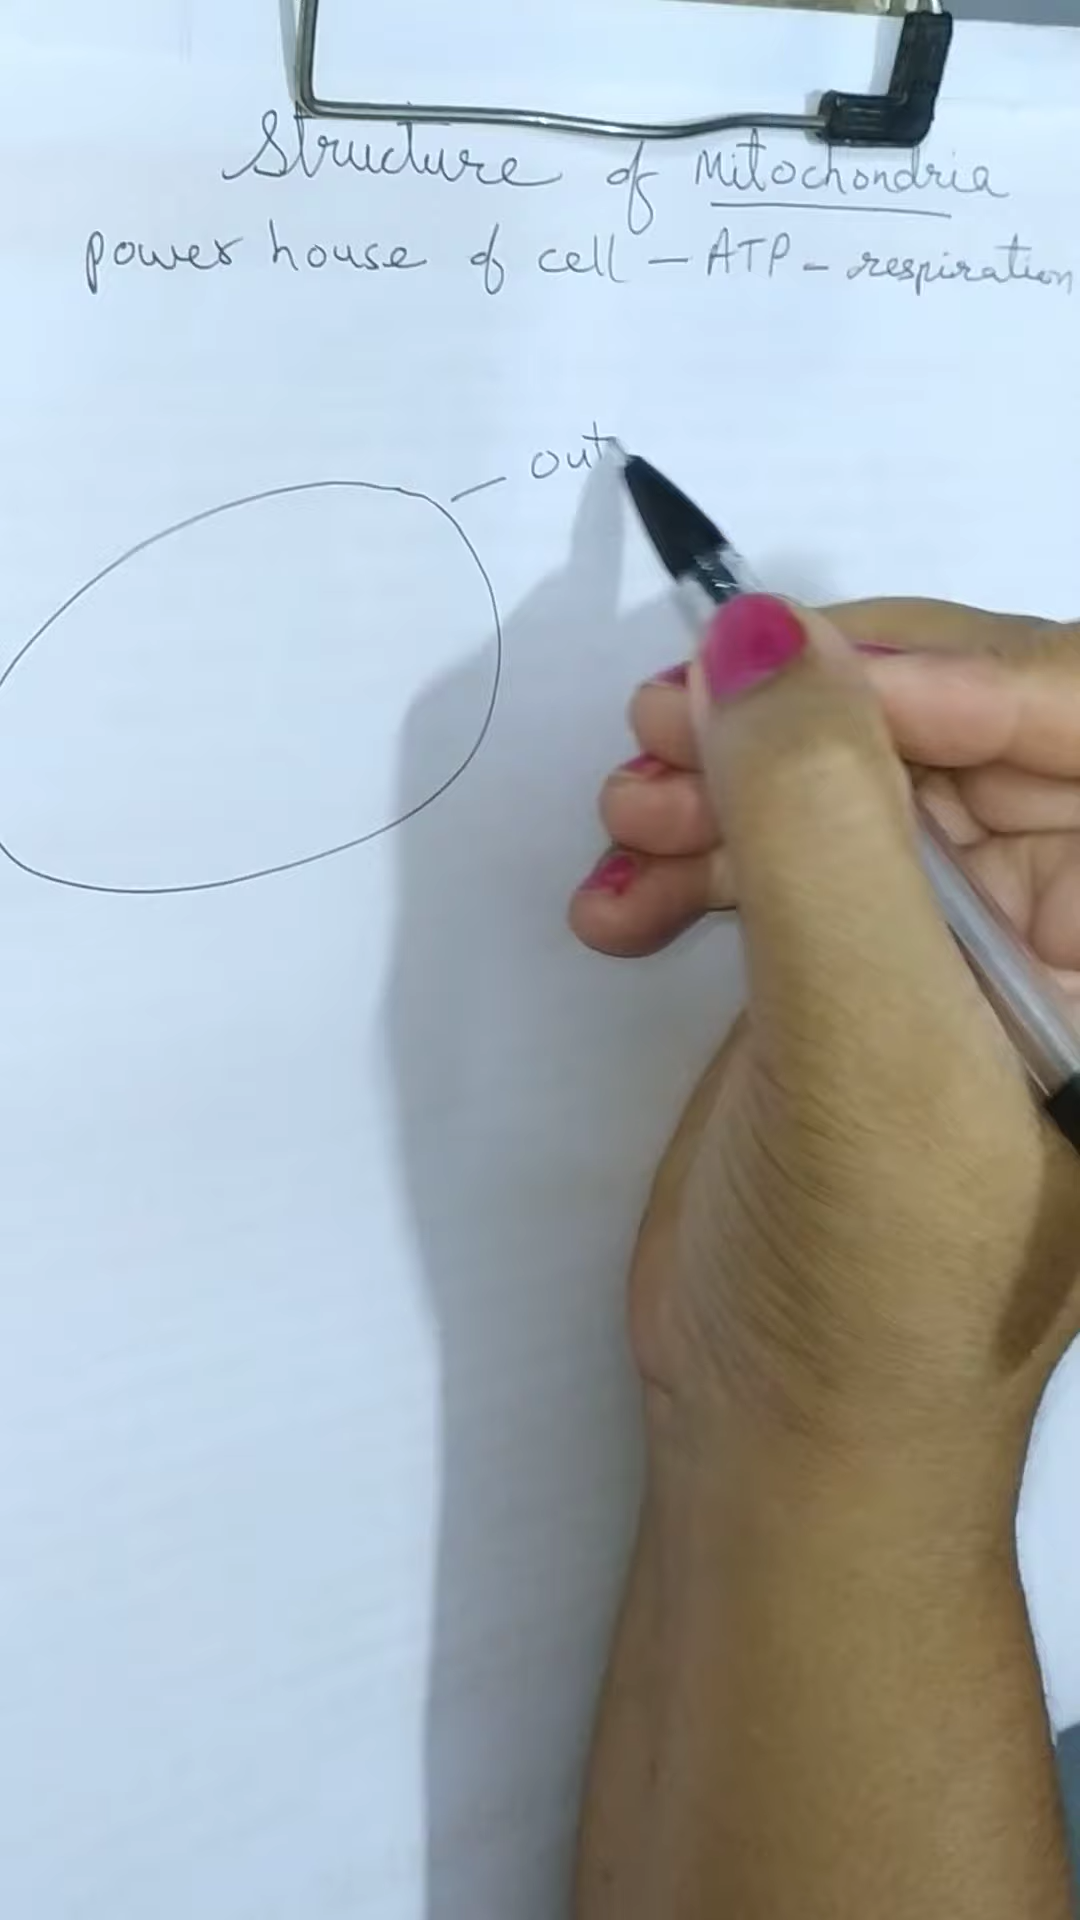 Structure of Mitochondria
power house of cell - ATP - respiration
out